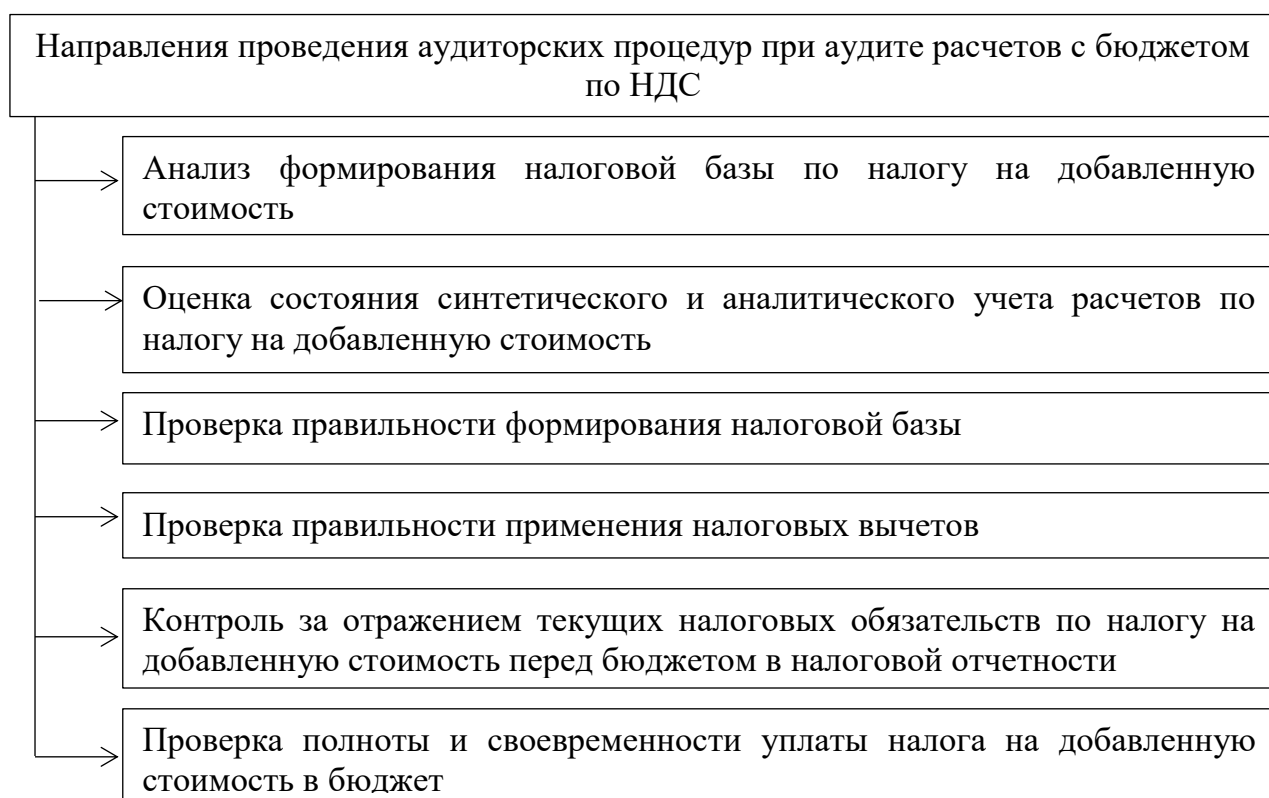 Направления проведения аудиторских процедур при аудите расчетов с бюджетом
по НДС
Анализ формирования налоговой базы по налогу на добавленную
стоимость
Оценка состояния синтетического и аналитического учета расчетов по
налогу на добавленную стоимость
Проверка правильности формирования налоговой базы
Проверка правильности применения налоговых вычетов
Контроль за отражением текущих налоговых обязательств по налогу на
добавленную стоимость перед бюджетом в налоговой отчетности
Проверка полноты и своевременности уплаты налога на добавленную
стоимость в бюджет